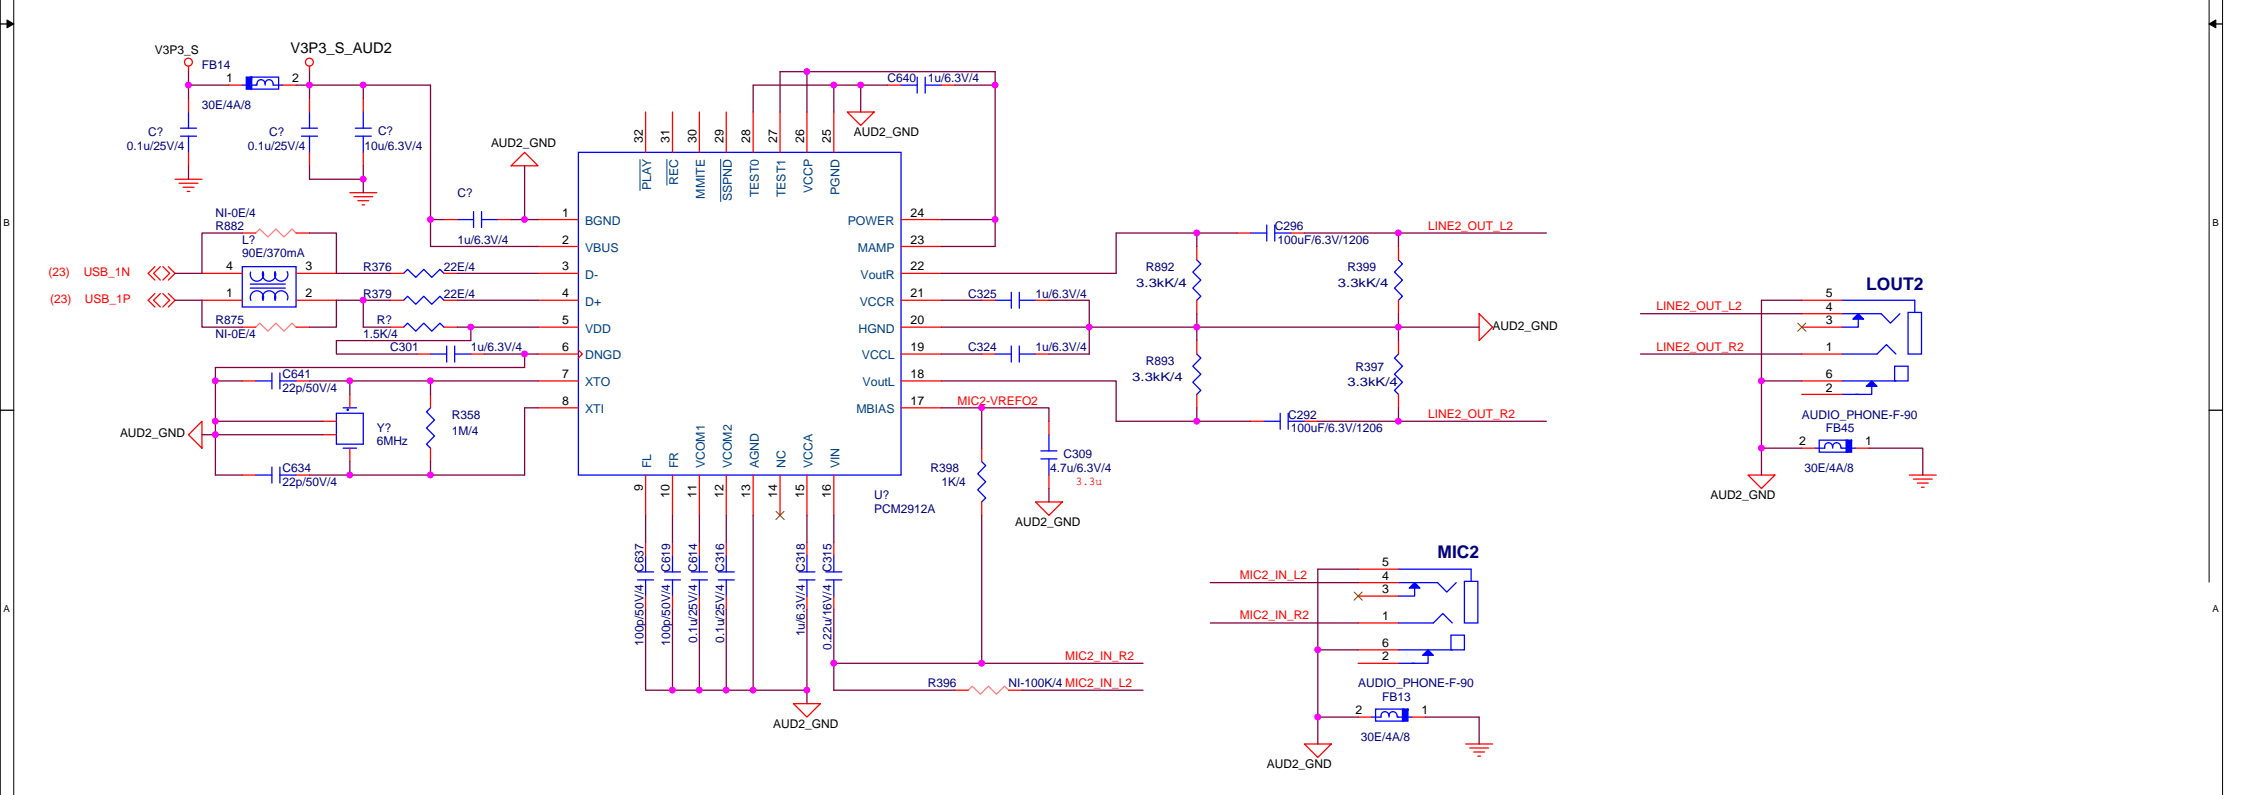 V3P3_S
V3P3_S_AUD2
FB14
1
2
30E/4A/8
C?
0.1u/25V/4
C?
0.1u/25V/4
C?
10u/6.3V/4
AUD2_GND
C?
1u/6.3V/4
NI-0E/4
R882
L?
90E/370mA
4
3
1
2
(23) USB_1N
(23) USB_1P
R875
NI-0E/4
R376
22E/4
R379
22E/4
R?
1.5K/4
C301
1u/6.3V/4
C641
22p/50V/4
AUD2_GND
Y?
6MHz
R358
1M/4
C634
22p/50V/4
C640
1u/6.3V/4
AUD2_GND
32
31
30
29
28
27
26
25
PLAY
REC
MMITE
SSPND
TEST0
TEST1
VCCP
PGND
1 BGND
2 VBUS
3 D-
4 D+
5 VDD
6 DNGD
7 XTO
8 XTI
POWER 24
MAMP 23
VoutR 22
VCCR 21
HGND 20
VCCL 19
VoutL 18
MBIAS 17
FL
FR
VCOM1
VCOM2
AGND
NC
VCCA
VIN
9
10
11
12
13
14
15
16
U?
PCM2912A
C637
100p/50V/4
C619
100p/50V/4
C614
0.1u/25V/4
C316
0.1u/25V/4
C318
1u/6.3V/4
C315
0.22u/16V/4
AUD2_GND
C325
1u/6.3V/4
C324
1u/6.3V/4
MIC2-VREFO2
R398
1K/4
C309
4.7u/6.3V/4
3.3u
AUD2_GND
MIC2_IN_R2
R396
NI-100K/4
MIC2_IN_L2
C296
100uF/6.3V/1206
LINE2_OUT_L2
R892
3.3kK/4
R399
3.3kK/4
AUD2_GND
R893
3.3kK/4
R397
3.3kK/4
C292
100uF/6.3V/1206
LINE2_OUT_R2
LOUT2
LINE2_OUT_L2
LINE2_OUT_R2
5
4
3
1
6
2
AUDIO_PHONE-F-90
FB45
2
1
30E/4A/8
AUD2_GND
MIC2
MIC2_IN_L2
MIC2_IN_R2
5
4
3
1
6
2
AUDIO_PHONE-F-90
FB13
2
1
30E/4A/8
AUD2_GND
B
B
A
A